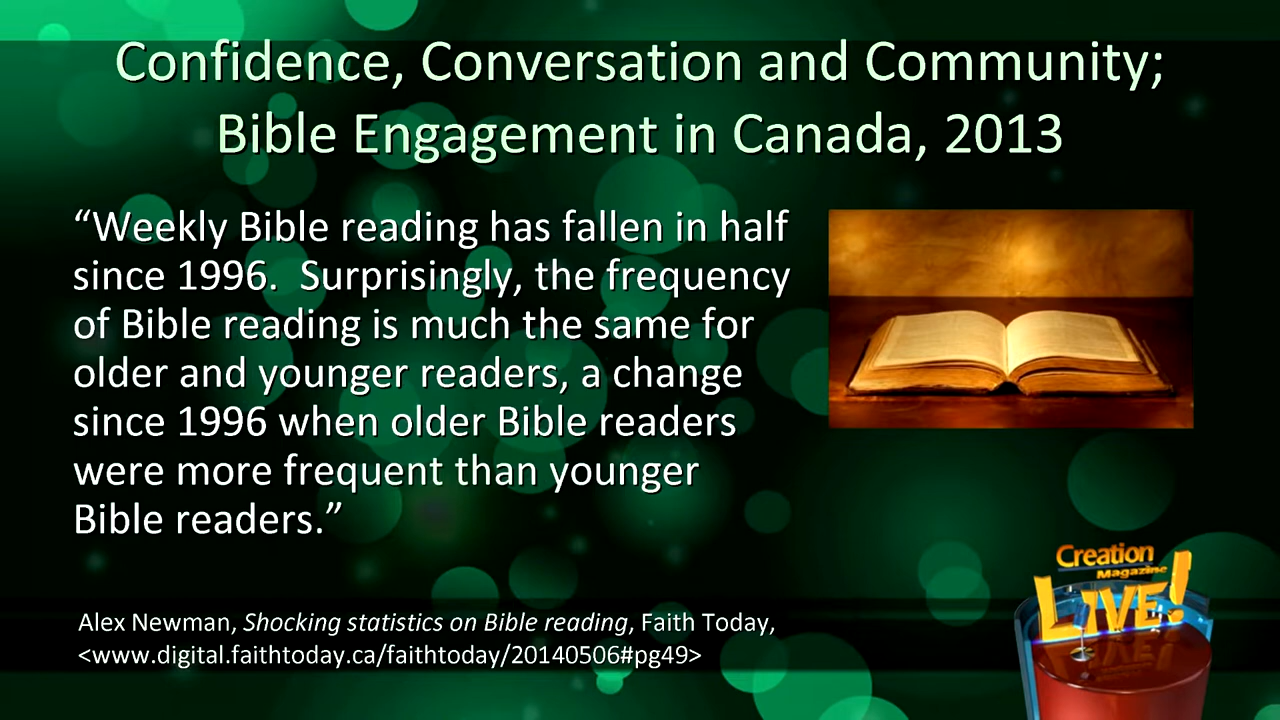 Confidence, Conversation and Community;
Bible Engagement in Canada, 2013
“Weekly Bible reading has fallen in half
since 1996.  Surprisingly, the frequency
of Bible reading is much the same for
older and younger readers, a change
since 1996 when older Bible readers
were more frequent than younger
Bible readers.”
Alex Newman, Shocking statistics on Bible reading, Faith Today,
<www.digital.faithtoday.ca/faithtoday/20140506#pg49>
Creation
Magazine
LIVE!